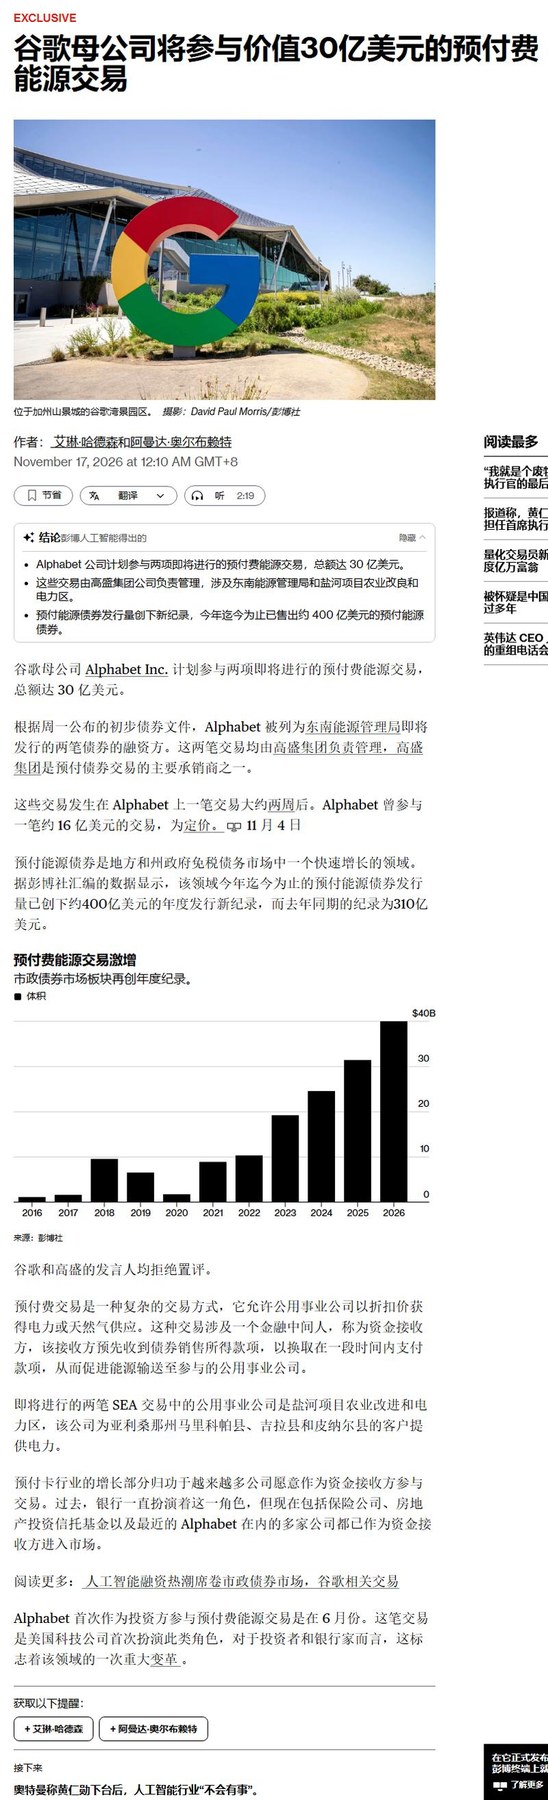 EXCLUSIVE
谷歌母公司将参与价值30亿美元的预付费
能源交易
位于加州山景城的谷歌湾景园区。 摄影：David Paul Morris/彭博社
作者： 艾琳·哈德森和阿曼达·奥尔布赖特
November 17, 2026 at 12:10 AM GMT+8
节省
翻译
听 2:19
结论彭博人工智能得出的
隐藏
Alphabet 公司计划参与两项即将进行的预付费能源交易，总额达 30 亿美元。
这些交易由高盛集团公司负责管理，涉及东南能源管理局和盐河项目农业改良和
电力区。
预付能源债券发行量创下新纪录，今年迄今为止已售出约 400 亿美元的预付能源
债券。
谷歌母公司 Alphabet Inc. 计划参与两项即将进行的预付费能源交易，
总额达 30 亿美元。
根据周一公布的初步债券文件，Alphabet 被列为东南能源管理局即将
发行的两笔债券的融资方。这两笔交易均由高盛集团负责管理，高盛
集团是预付债券交易的主要承销商之一。
这些交易发生在 Alphabet 上一笔交易大约两周后。Alphabet 曾参与
一笔约 16 亿美元的交易，为定价。 11 月 4 日
预付能源债券是地方和州政府免税债务市场中一个快速增长的领域。
据彭博社汇编的数据显示，该领域今年迄今为止的预付能源债券发行
量已创下约400亿美元的年度发行新纪录，而去年同期的纪录为310亿
美元。
预付费能源交易激增
市政债券市场板块再创年度纪录。
体积
$40B
30
20
10
0
2016 2017 2018 2019 2020 2021 2022 2023 2024 2025 2026
来源：彭博社
谷歌和高盛的发言人均拒绝置评。
预付费交易是一种复杂的交易方式，它允许公用事业公司以折扣价获
得电力或天然气供应。这种交易涉及一个金融中间人，称为资金接收
方，该接收方预先收到债券销售所得款项，以换取在一段时间内支付
款项，从而促进能源输送至参与的公用事业公司。
即将进行的两笔 SEA 交易中的公用事业公司是盐河项目农业改进和电
力区，该公司为亚利桑那州马里科帕县、吉拉县和皮纳尔县的客户提
供电力。
预付卡行业的增长部分归功于越来越多公司愿意作为资金接收方参与
交易。过去，银行一直扮演着这一角色，但现在包括保险公司、房地
产投资信托基金以及最近的 Alphabet 在内的多家公司都已作为资金接
收方进入市场。
阅读更多： 人工智能融资热潮席卷市政债券市场，谷歌相关交易
Alphabet 首次作为投资方参与预付费能源交易是在 6 月份。这笔交易
是美国科技公司首次扮演此类角色，对于投资者和银行家而言，这标
志着该领域的一次重大变革 。
获取以下提醒：
+ 艾琳·哈德森
+ 阿曼达·奥尔布赖特
接下来
奥特曼称黄仁勋下台后，人工智能行业“不会有事”。
阅读最多
“我就是个废
执行官的最后
报道称，黄仁
担任首席执行
量化交易员新
度亿万富翁
被怀疑是中国
过多年
英伟达 CEO
的重组电话会
在它正式发布
彭博终端上就
了解更多